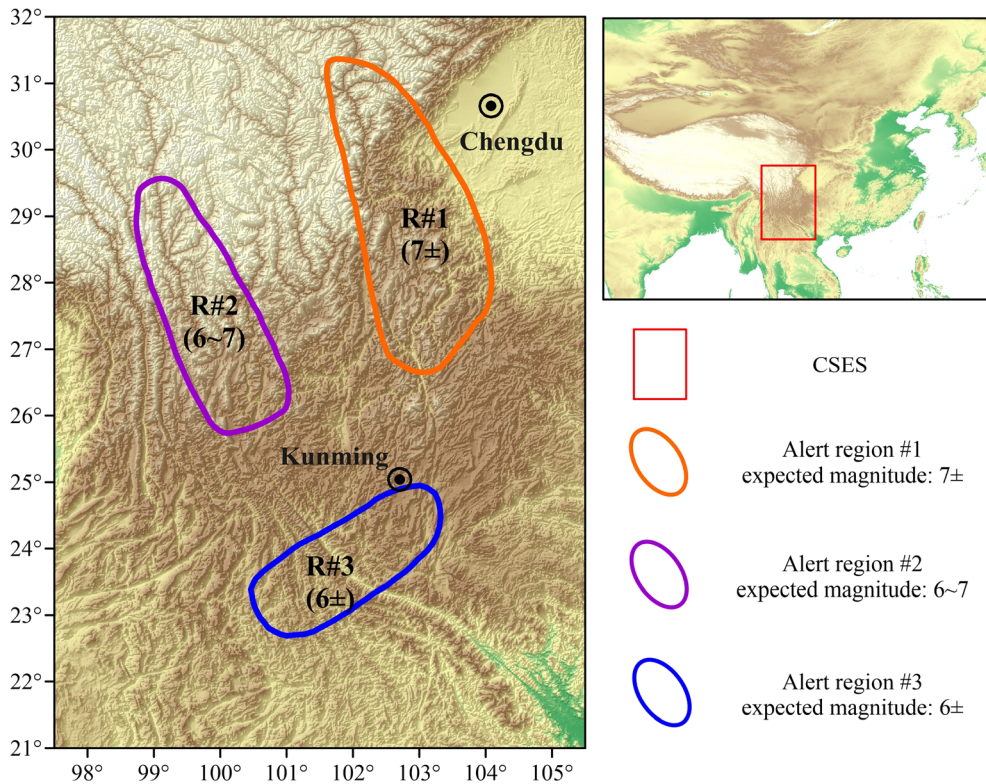 32°
31°
30°
29°
28°
27°
26°
25°
24°
23°
22°
21°
98°
99°
100°
101°
102°
103°
104°
105°
Chengdu
R#1
(7±)
R#2
(6~7)
Kunming
R#3
(6±)
CSES
Alert region #1
expected magnitude: 7±
Alert region #2
expected magnitude: 6~7
Alert region #3
expected magnitude: 6±